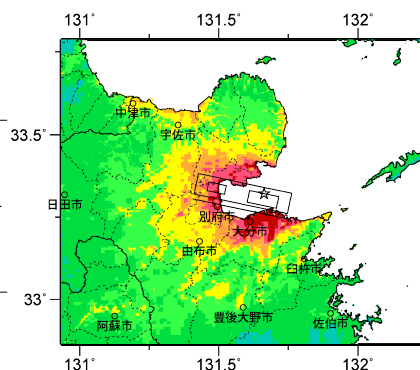 131° 131.5° 132°
中津市
33.5°
宇佐市
日田市
別府市
大分市
由布市
臼杵市
33°
阿蘇市
豊後大野市
佐伯市
131° 131.5° 132°